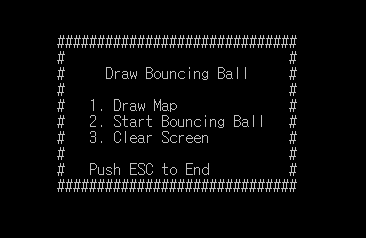 ##############################
#                            #
#     Draw Bouncing Ball     #
#                            #
#   1. Draw Map              #
#   2. Start Bouncing Ball   #
#   3. Clear Screen          #
#                            #
#   Push ESC to End          #
##############################